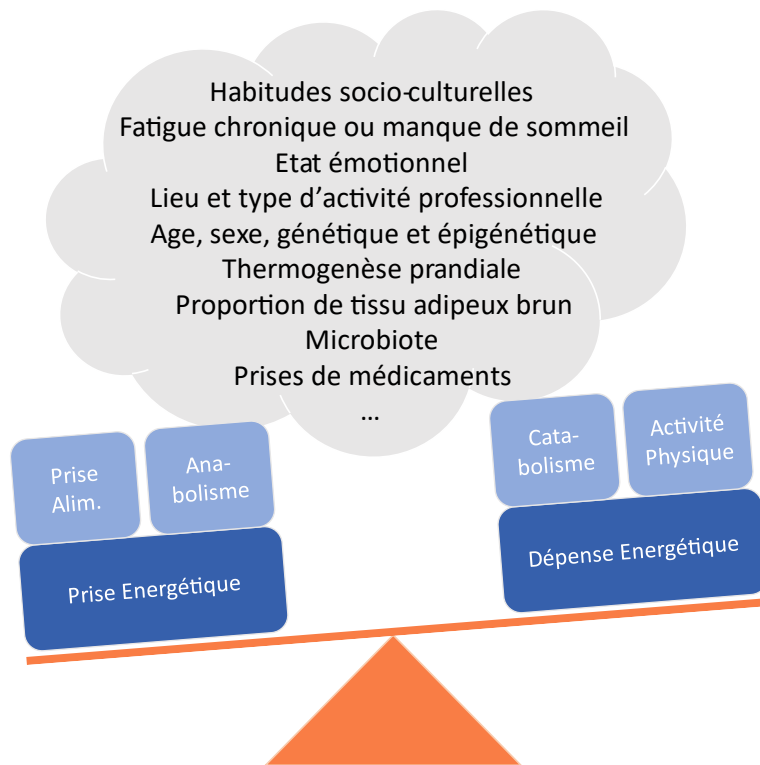 Habitudes socio-culturelles
Fatigue chronique ou manque de sommeil
Etat émotionnel
Lieu et type d'activité professionnelle
Age, sexe, génétique et épigénétique
Thermogenèse prandiale
Proportion de tissu adipeux brun
Microbiote
Prises de médicaments
...
Prise
Alim.
Ana-
bolisme
Prise Energétique
Cata-
bolisme
Activité
Physique
Dépense Energétique